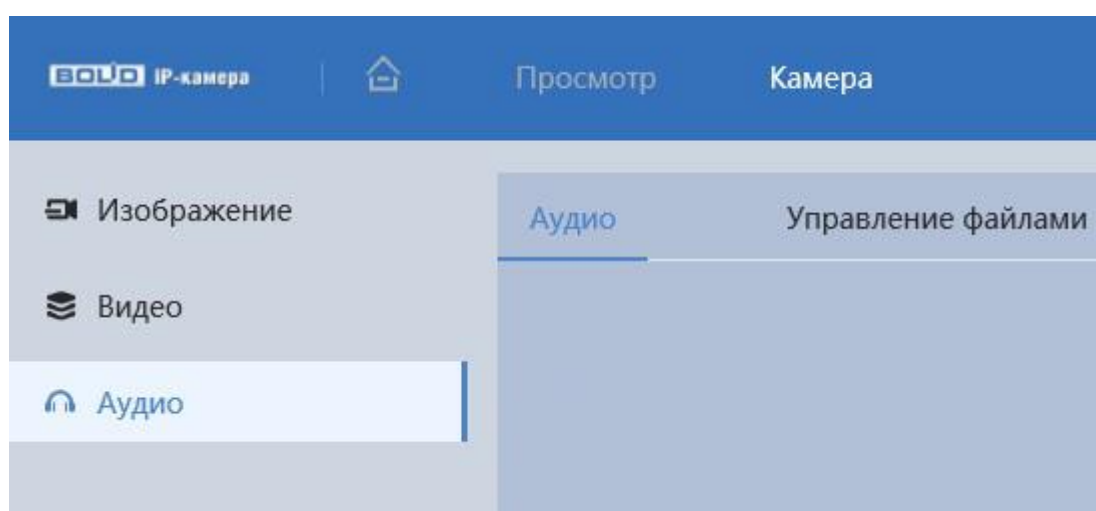 BOLID IP-камера Просмотр Камера
Изображение
Аудио Управление файлами
Видео
Аудио